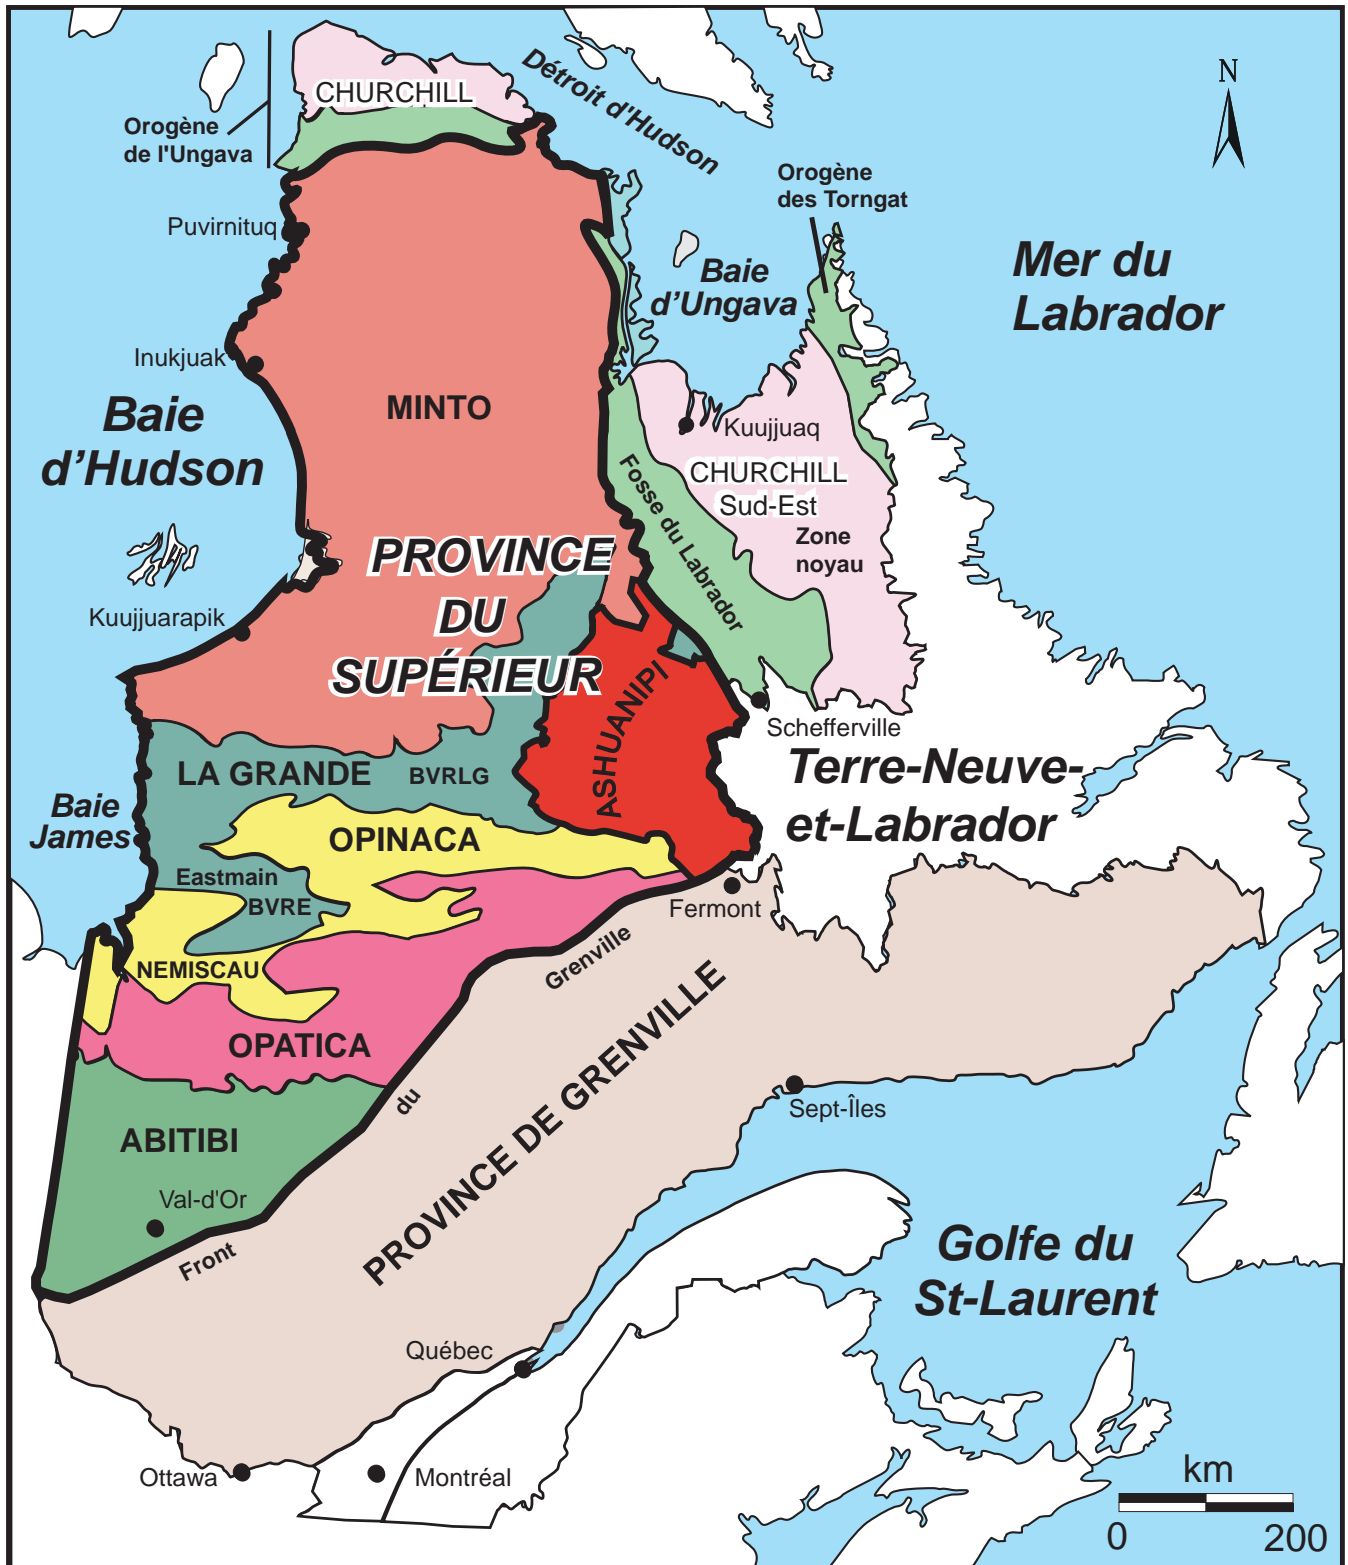 CHURCHILL
Détroit d'Hudson
N
Orogène
de l'Ungava
Orogène
des Torngat
Puvirnituq
Baie
d'Ungava
Mer du
Labrador
Inukjuak
MINTO
Baie
d'Hudson
Kuujjuaq
CHURCHILL
Sud-Est
Fosse du Labrador
Zone
noyau
PROVINCE
DU
SUPÉRIEUR
Kuujjuarapik
ASHUANIPI
Schefferville
LA GRANDE
BVRLG
Terre-Neuve-
et-Labrador
Baie
James
OPINACA
Eastmain
BVRE
Fermont
NEMISCAU
Front du Grenville
OPATICA
PROVINCE DE GRENVILLE
Sept-Îles
ABITIBI
Val-d'Or
Golfe du
St-Laurent
Québec
Ottawa
Montréal
km
0 200